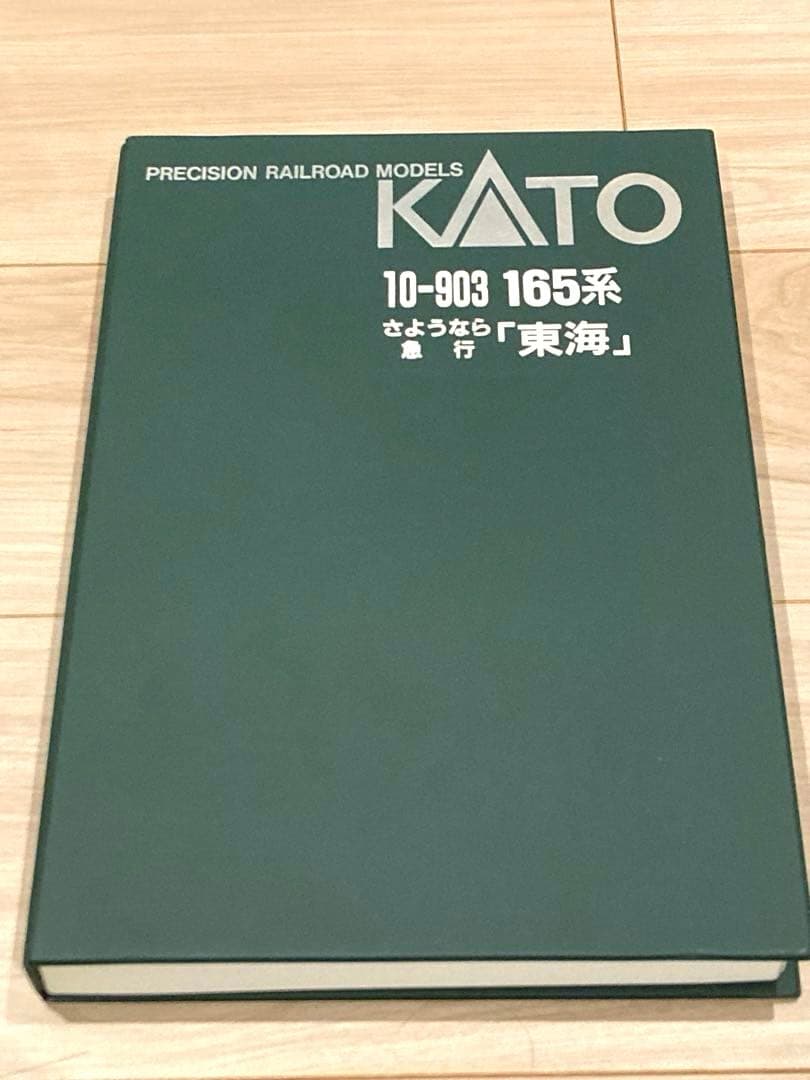 PRECISION RAILROAD MODELS
KATO
10-903 165系
さようなら
急行「東海」